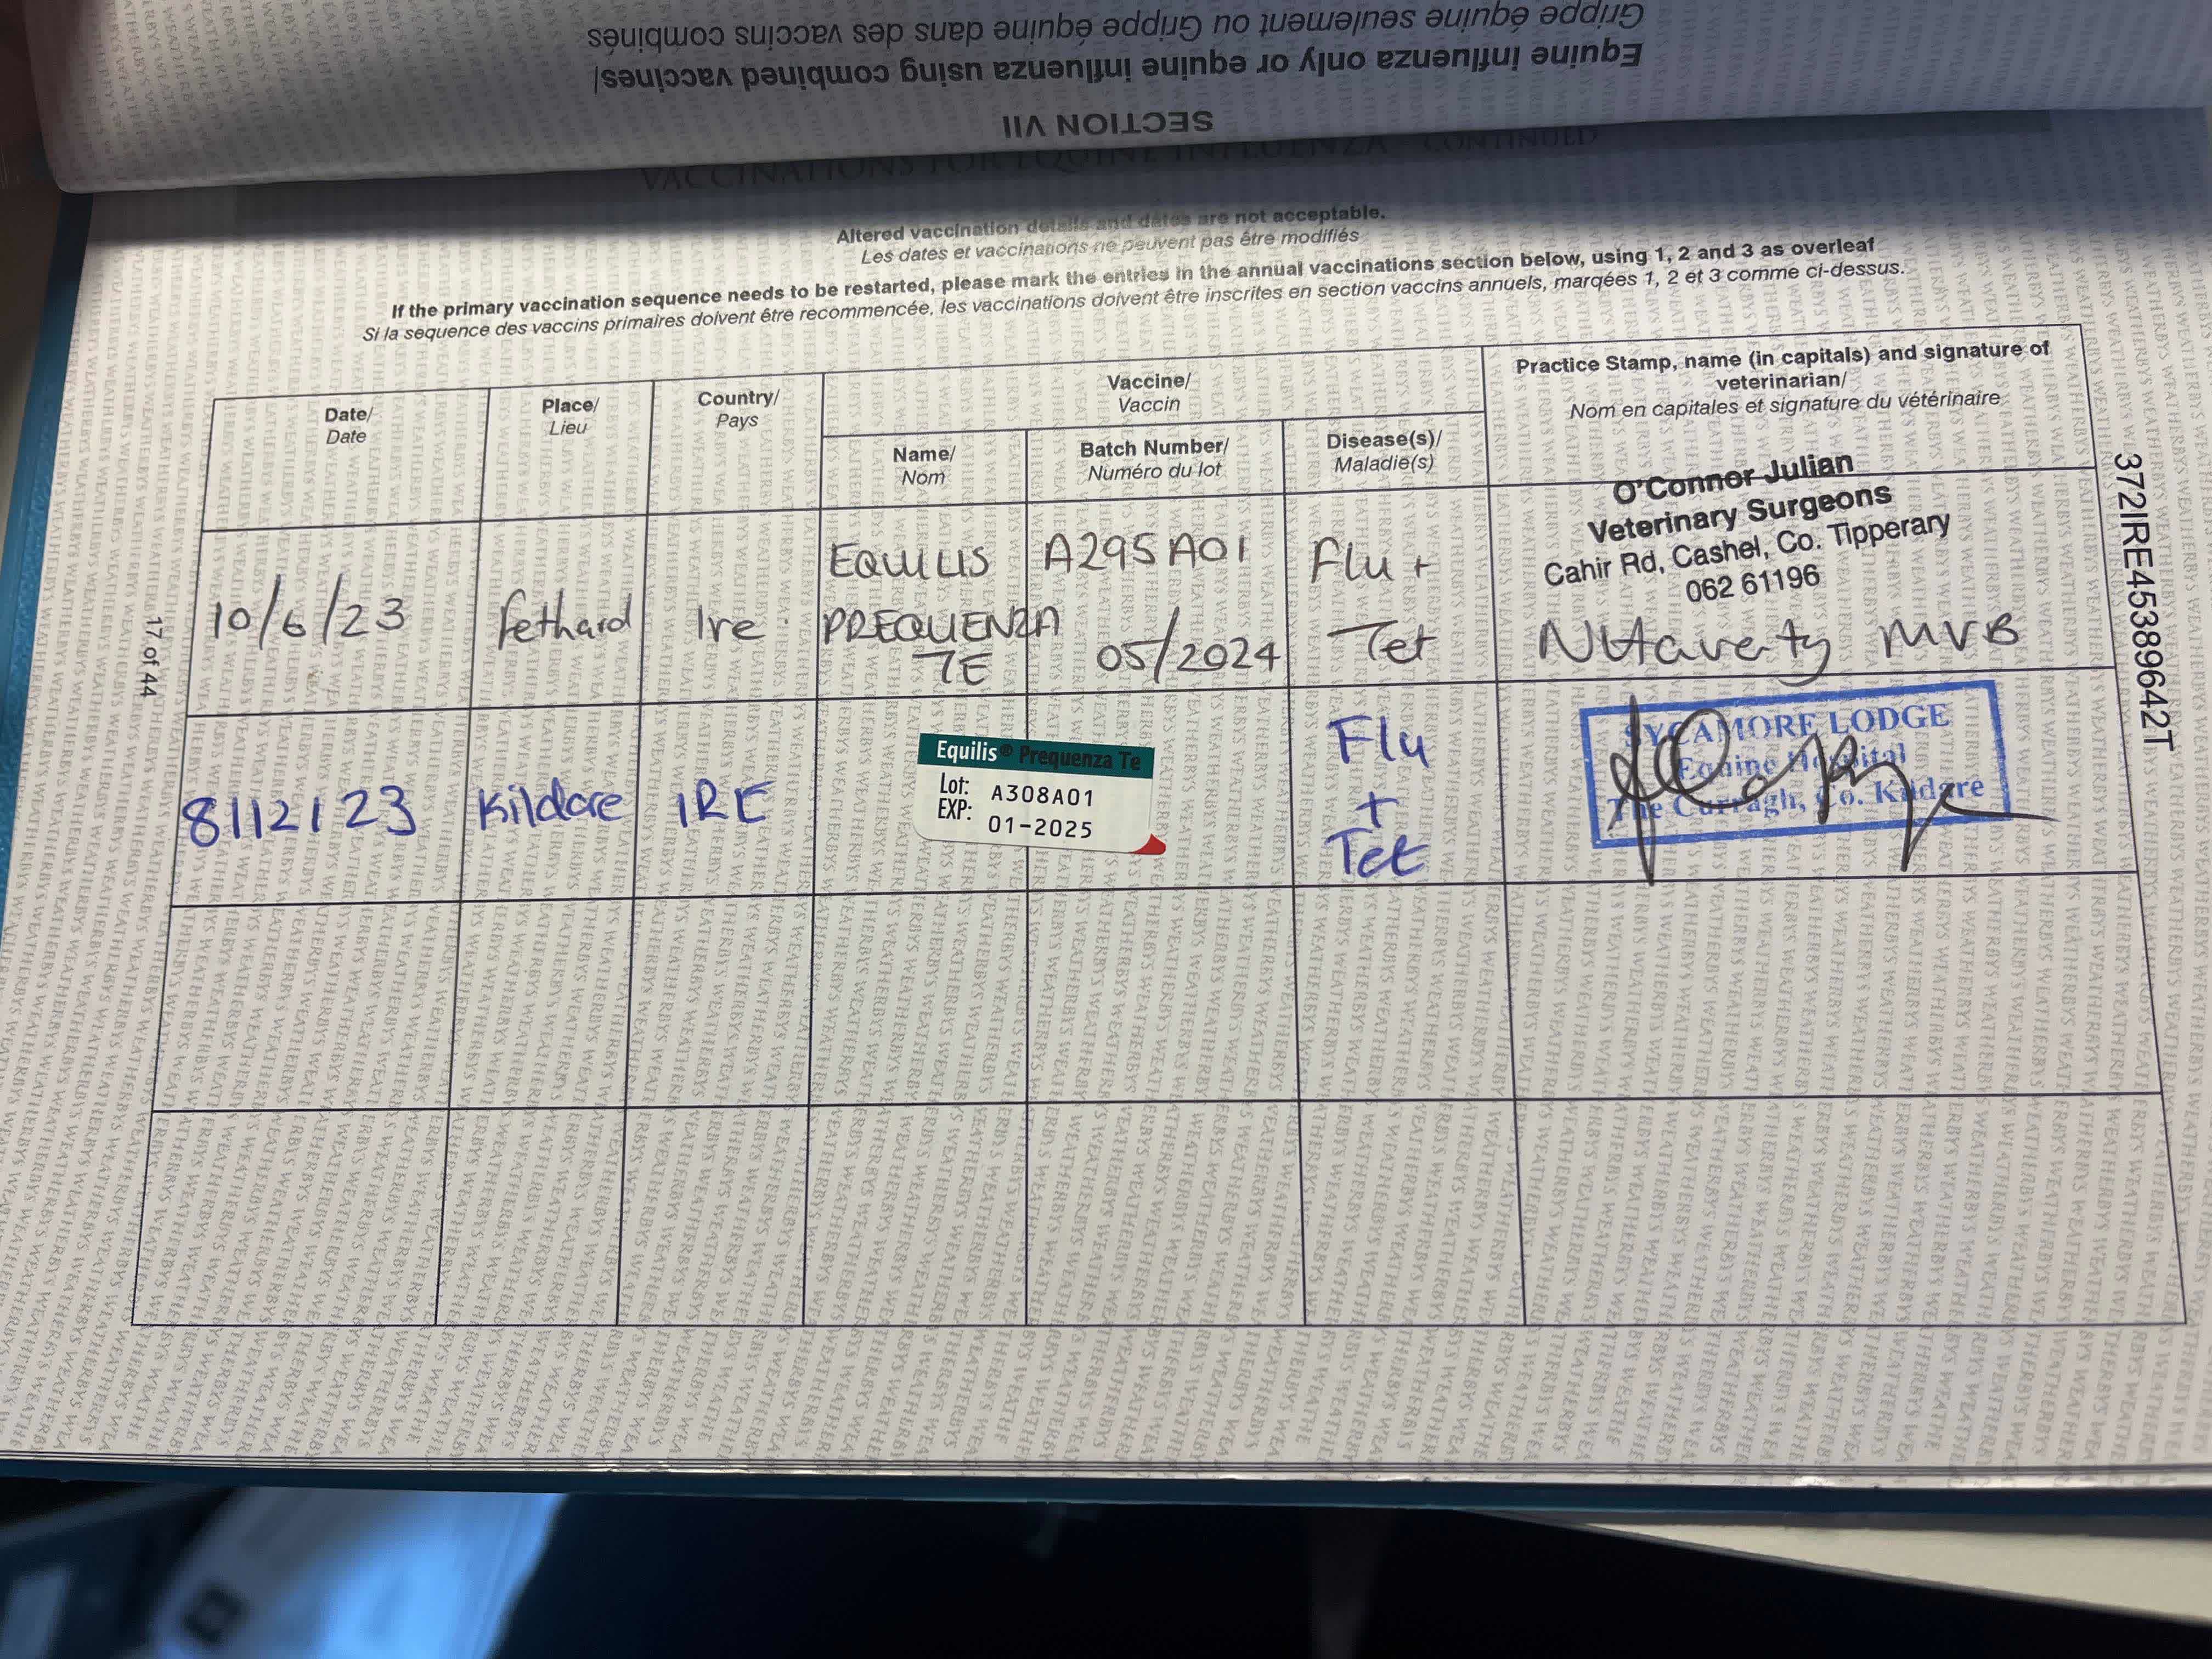 Grippe équine seulement ou Grippe équine dans des vaccins combinés
Equine influenza only or equine influenza using combined vaccines/
SECTION VII
VACCINATIONS FOR EQUINE INFLUENZA - CONTINUED
Altered vaccination details and dates are not acceptable.
Les dates et vaccinations ne peuvent pas être modifiés
If the primary vaccination sequence needs to be restarted, please mark the entries in the annual vaccinations section below, using 1, 2 and 3 as overleaf
Si la sequence des vaccins primaires doivent être recommencée, les vaccinations doivent être inscrites en section vaccins annuels, marqées 1, 2 et 3 comme ci-dessus.
Date/
Date
Place/
Lieu
Country/
Pays
Vaccine/
Vaccin
Name/
Nom
Batch Number/
Numéro du lot
Disease(s)/
Maladie(s)
Practice Stamp, name (in capitals) and signature of
veterinarian/
Nom en capitales et signature du vétérinaire
10/6/23
Fethard
Ire
EQUILIS
PREQUENZA
TE
A295A01
05/2024
Flu +
Tet
O'Connor Julian
Veterinary Surgeons
Cahir Rd, Cashel, Co. Tipperary
062 61196
NHaverty MVB
8/12/23
Kildare
IRE
Equilis® Prequenza Te
Lot: A308A01
EXP: 01-2025
Flu
+
Tet
SYCAMORE LODGE
Equine Hospital
The Curragh, Co. Kildare
17 of 44
372IRE45389642T
WEATHERBYS